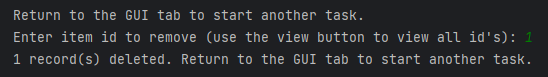 Return to the GUI tab to start another task.
Enter item id to remove (use the view button to view all id's): 1
1 record(s) deleted. Return to the GUI tab to start another task.